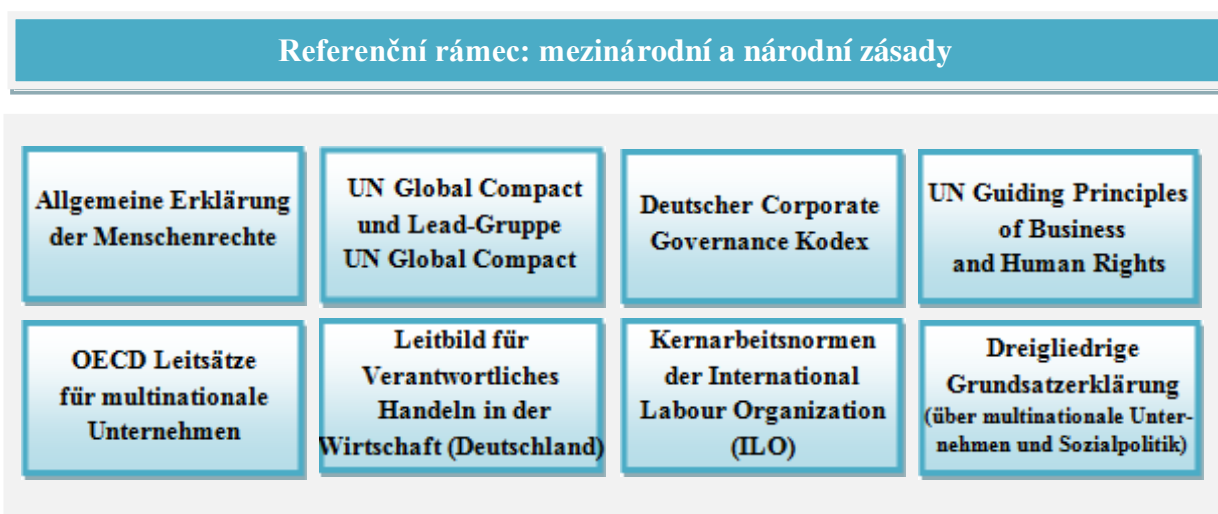 Referenční rámec: mezinárodní a národní zásady
Allgemeine Erklärung
der Menschenrechte
UN Global Compact
und Lead-Gruppe
UN Global Compact
Deutscher Corporate
Governance Kodex
UN Guiding Principles
of Business
and Human Rights
OECD Leitsätze
für multinationale
Unternehmen
Leitbild für
Verantwortliches
Handeln in der
Wirtschaft (Deutschland)
Kernarbeitsnormen
der International
Labour Organization
(ILO)
Dreigliedrige
Grundsatzerklärung
(über multinationale Unter-
nehmen und Sozialpolitik)